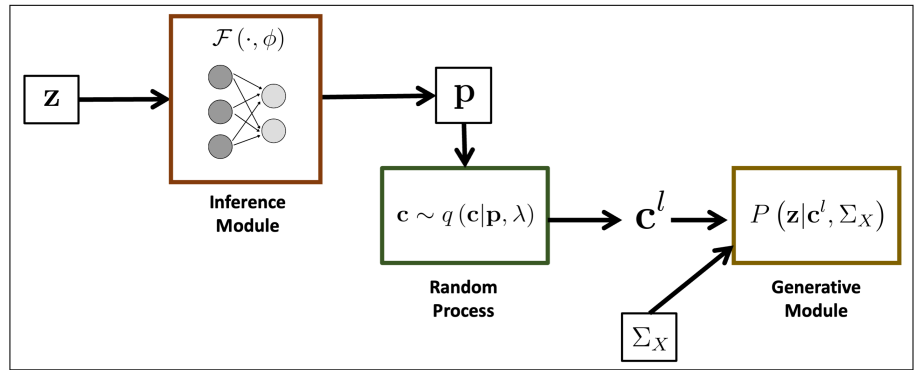 F (·, ϕ)
z
p
Inference
Module
c ∼ q (c|p, λ)
c^l
P (z|c^l, Σ_X)
Random
Process
Generative
Module
Σ_X